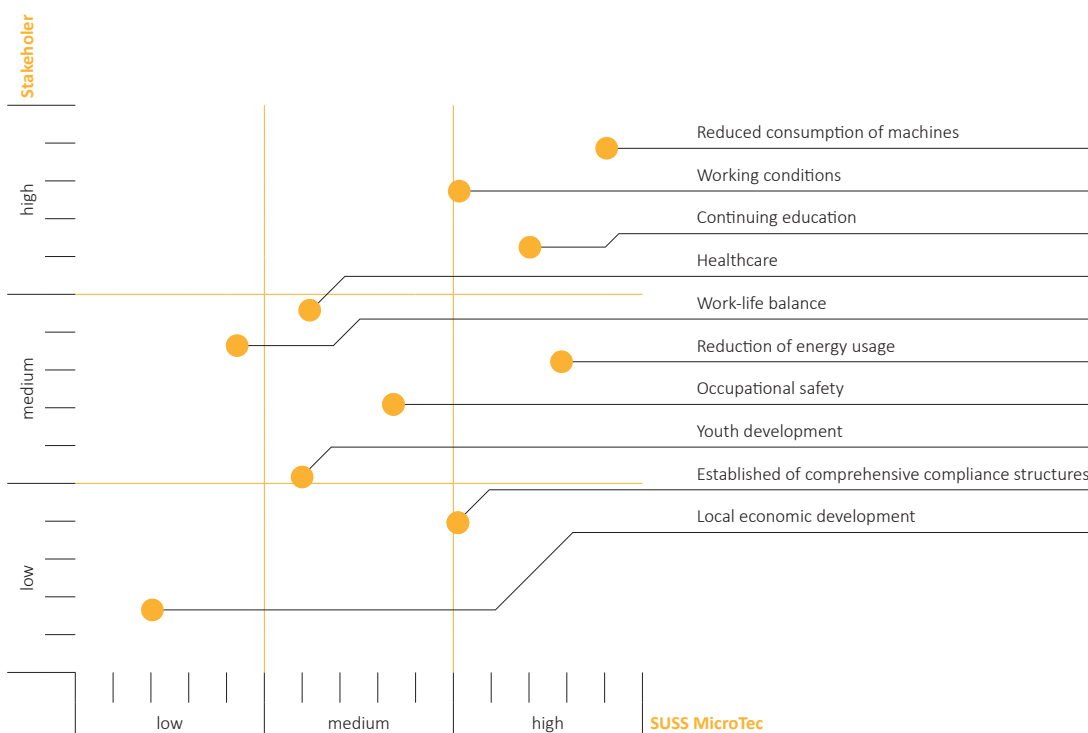 Stakeholer
high
medium
low
Reduced consumption of machines
Working conditions
Continuing education
Healthcare
Work-life balance
Reduction of energy usage
Occupational safety
Youth development
Established of comprehensive compliance structures
Local economic development
low
medium
high
SUSS MicroTec